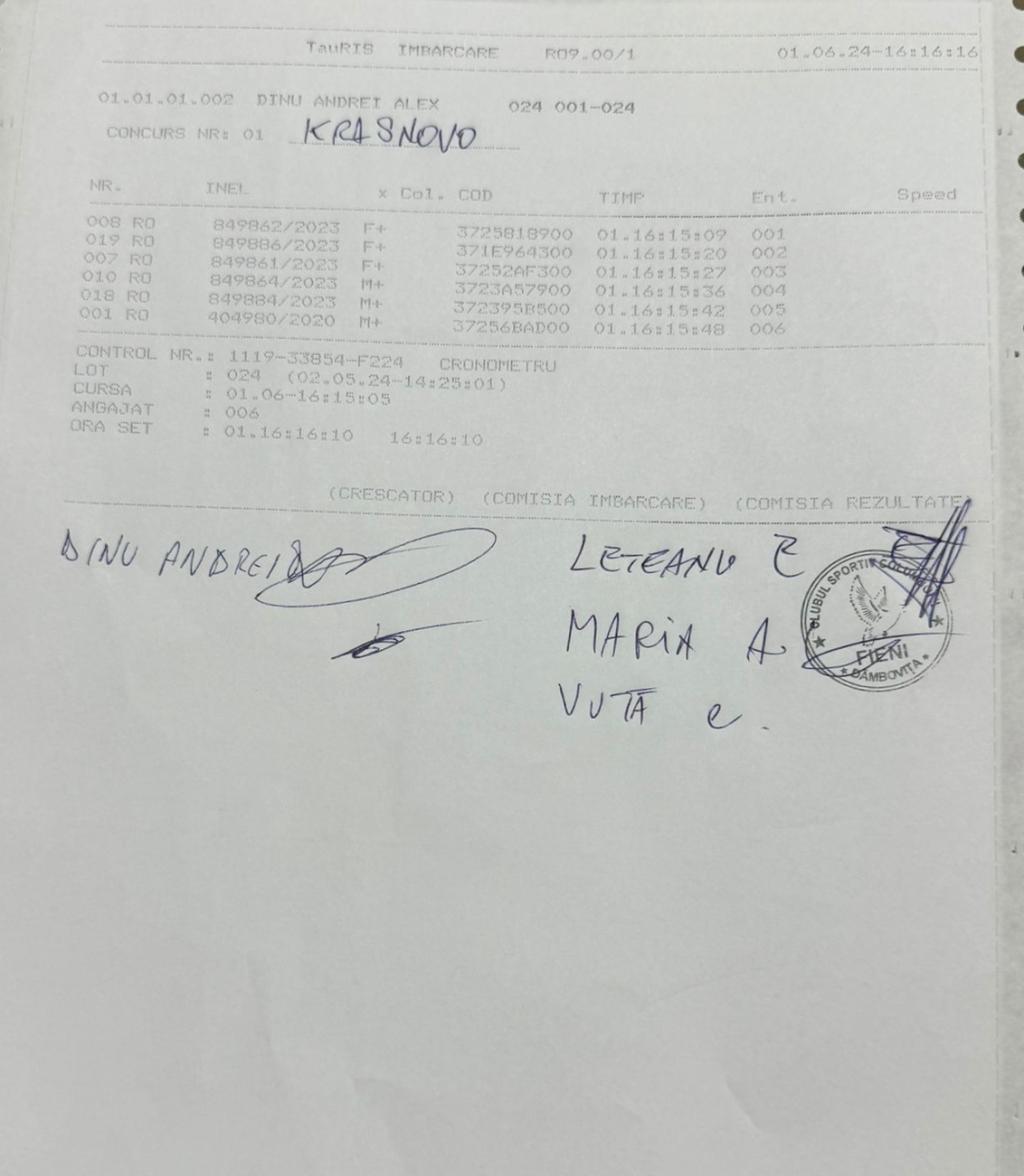 TauRIS IMBARCARE R09.00/1 01.06.24-16:16:16
01.01.01.002 DINU ANDREI ALEX 024 001-024
CONCURS NR: 01 KRASNOVO
NR. INEL x Col. COD TIMP Ent. Speed
008 RO 849862/2023 F+ 3725818900 01.16:15:09 001
019 RO 849886/2023 F+ 371E964300 01.16:15:20 002
007 RO 849861/2023 F+ 37252AF300 01.16:15:27 003
010 RO 849864/2023 M+ 3723A57900 01.16:15:36 004
018 RO 849884/2023 M+ 372395B500 01.16:15:42 005
001 RO 404980/2020 M+ 37256BAD00 01.16:15:48 006
CONTROL NR.: 1119-33854-F224 CRONOMETRU
LOT : 024 (02.05.24-14:25:01)
CURSA : 01.06-16:15:05
ANGAJAT : 006
ORA SET : 01.16:16:10 16:16:10
(CRESCATOR) (COMISIA IMBARCARE) (COMISIA REZULTATE)
DINU ANDREI
LETEANU E
MARIA A.
VUTĂ C.
CLUBUL SPORTIV
FIENI
DAMBOVIȚA